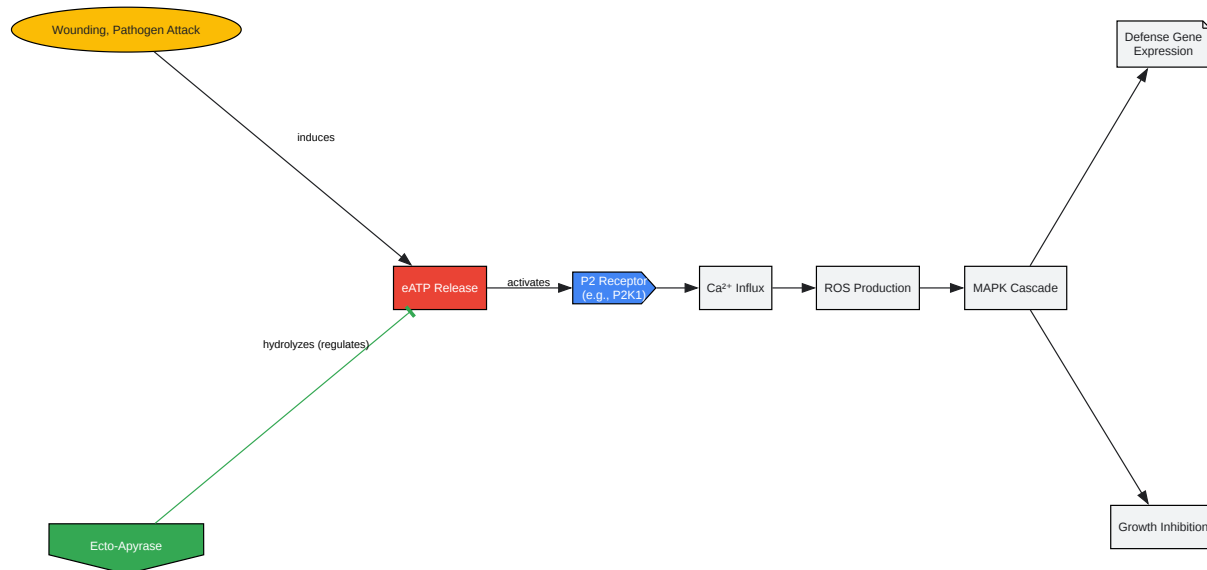 Wounding, Pathogen Attack
Defense Gene
Expression
induces
eATP Release
activates
P2 Receptor
(e.g., P2K1)
Ca²⁺ Influx
ROS Production
MAPK Cascade
hydrolyzes (regulates)
Growth Inhibition
Ecto-Apyrase